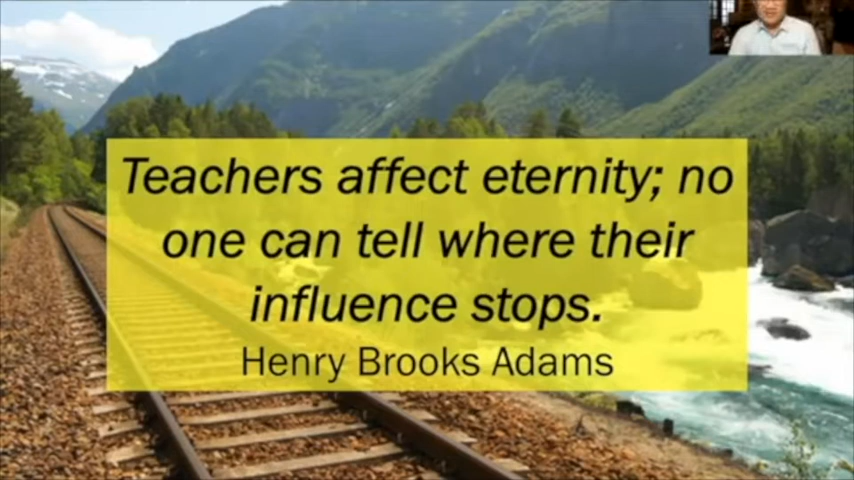 Teachers affect eternity; no
one can tell where their
influence stops.
Henry Brooks Adams